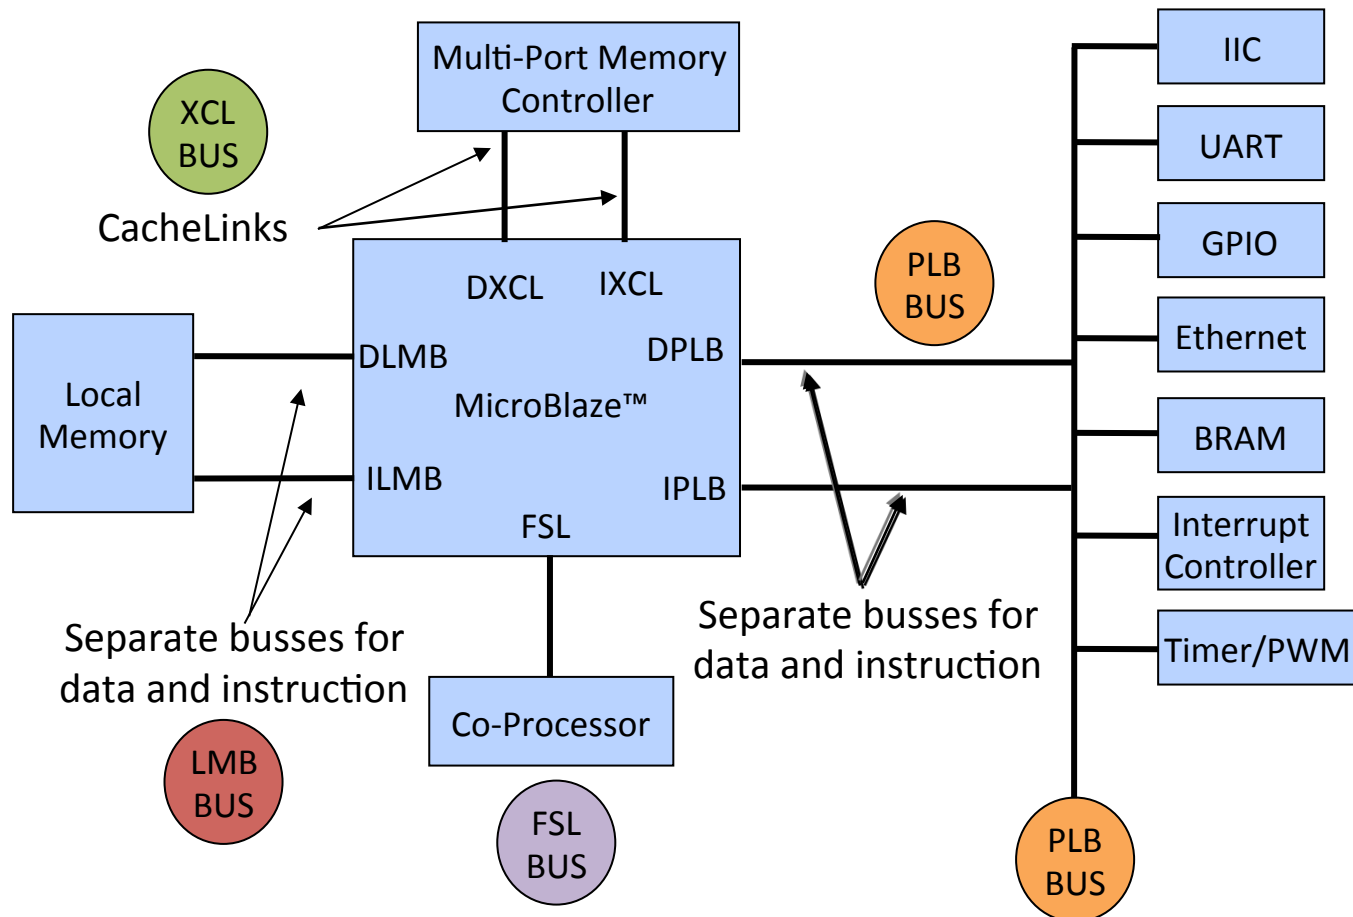 Multi-Port Memory
Controller
IIC
XCL
BUS
UART
CacheLinks
GPIO
PLB
BUS
DXCL
IXCL
Ethernet
DLMB
DPLB
Local
Memory
MicroBlaze™
BRAM
ILMB
IPLB
FSL
Interrupt
Controller
Separate busses for
data and instruction
Separate busses for
data and instruction
Timer/PWM
Co-Processor
LMB
BUS
FSL
BUS
PLB
BUS